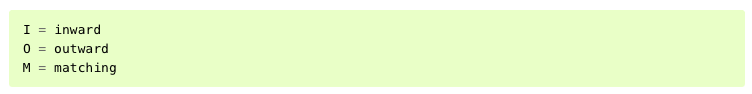 I = inward
O = outward
M = matching